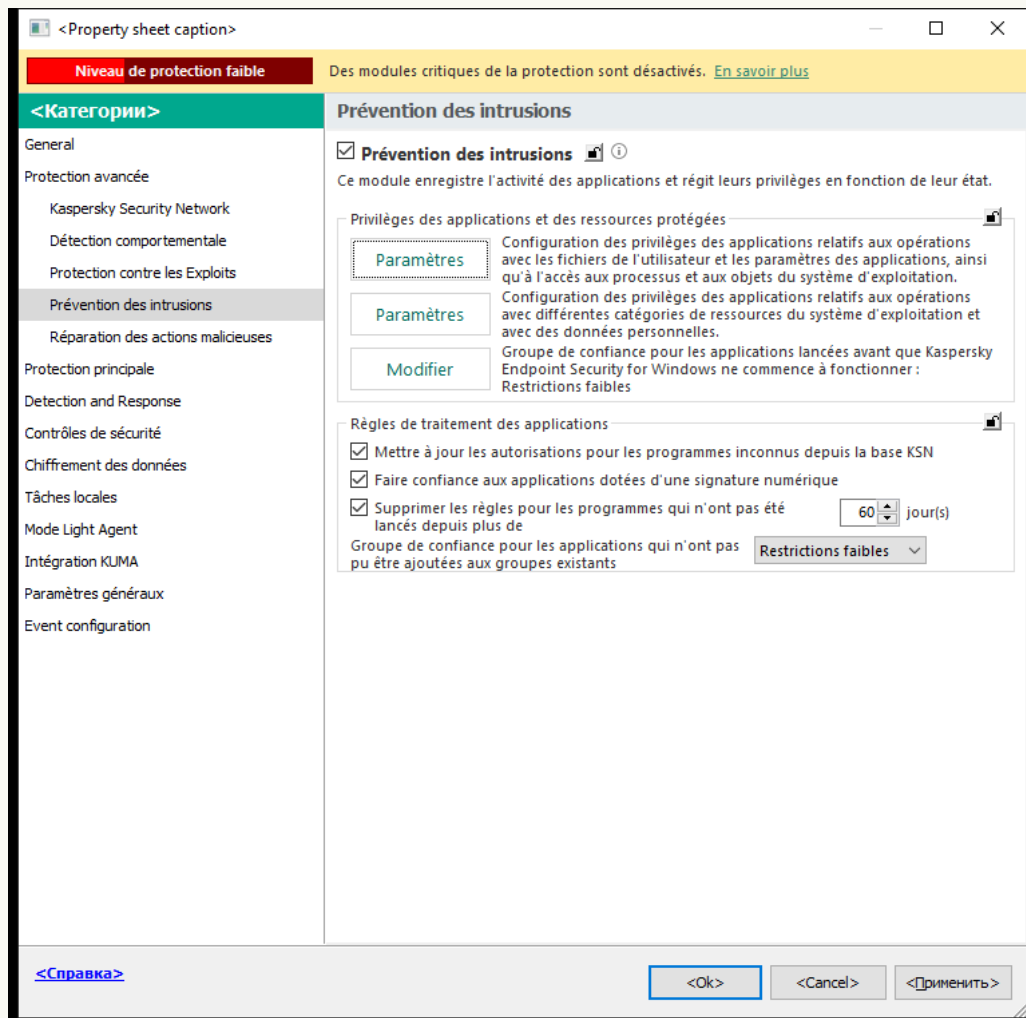 <Property sheet caption>
Niveau de protection faible
Des modules critiques de la protection sont désactivés. En savoir plus
<Категории>
General
Protection avancée
Kaspersky Security Network
Détection comportementale
Protection contre les Exploits
Prévention des intrusions
Réparation des actions malicieuses
Protection principale
Detection and Response
Contrôles de sécurité
Chiffrement des données
Tâches locales
Mode Light Agent
Intégration KUMA
Paramètres généraux
Event configuration
Prévention des intrusions
Prévention des intrusions
Ce module enregistre l'activité des applications et régit leurs privilèges en fonction de leur état.
Privilèges des applications et des ressources protégées
Paramètres
Configuration des privilèges des applications relatifs aux opérations
avec les fichiers de l'utilisateur et les paramètres des applications, ainsi
qu'à l'accès aux processus et aux objets du système d'exploitation.
Paramètres
Configuration des privilèges des applications relatifs aux opérations
avec différentes catégories de ressources du système d'exploitation et
avec des données personnelles.
Modifier
Groupe de confiance pour les applications lancées avant que Kaspersky
Endpoint Security for Windows ne commence à fonctionner :
Restrictions faibles
Règles de traitement des applications
Mettre à jour les autorisations pour les programmes inconnus depuis la base KSN
Faire confiance aux applications dotées d'une signature numérique
Supprimer les règles pour les programmes qui n'ont pas été
lancés depuis plus de
60 jour(s)
Groupe de confiance pour les applications qui n'ont pas
pu être ajoutées aux groupes existants
Restrictions faibles
<Справка>
<Ok>
<Cancel>
<Применить>